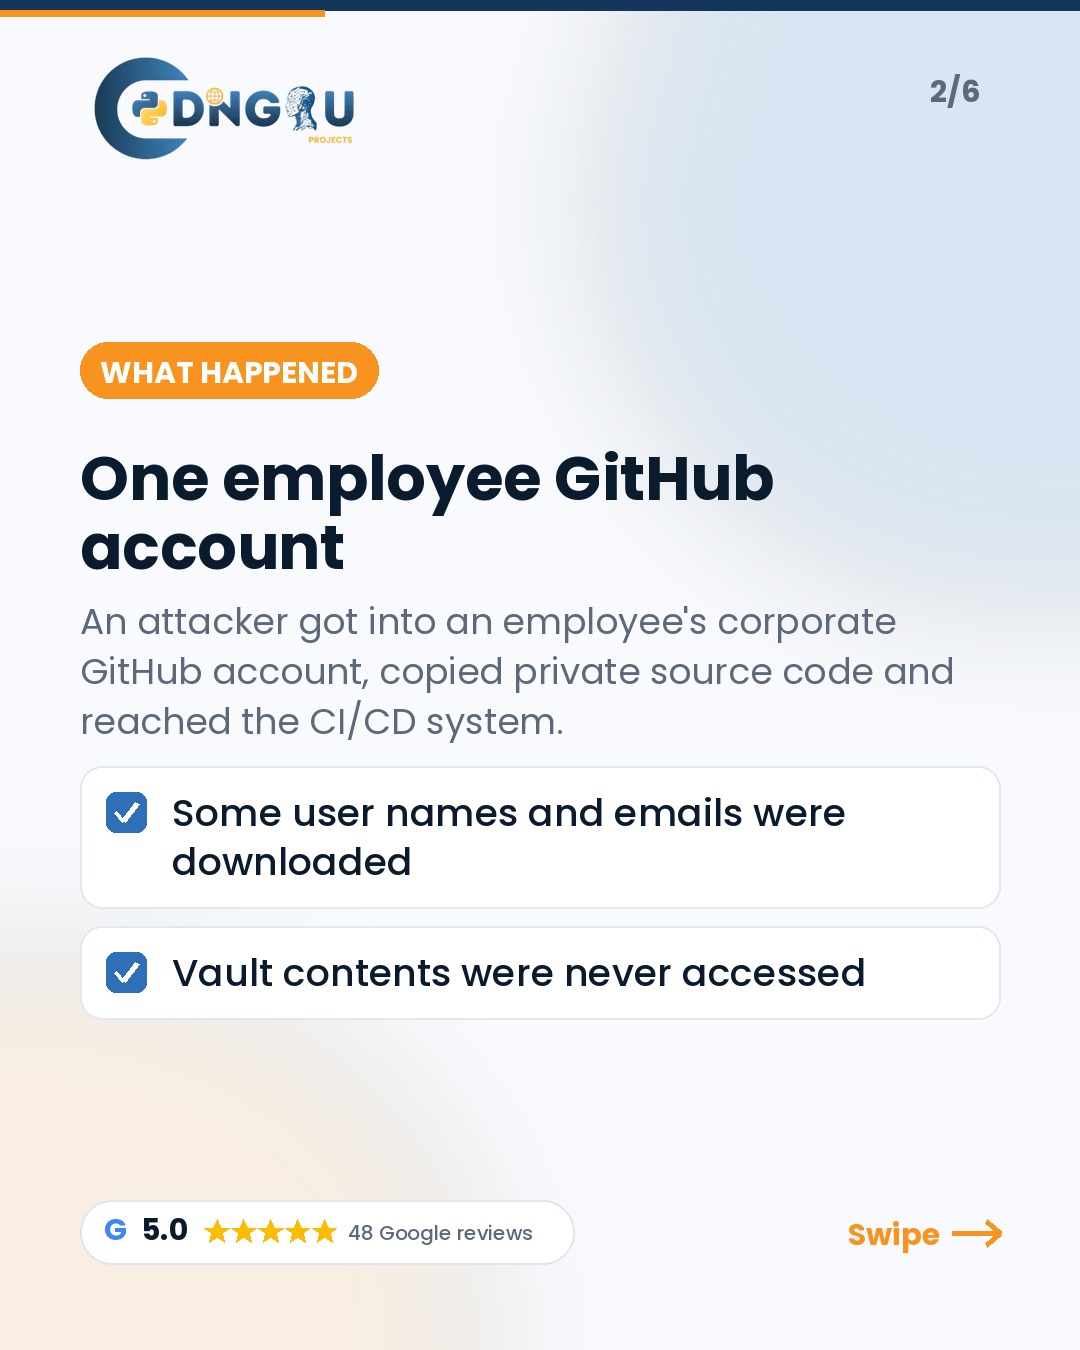 CDNG U
PROJECTS
2/6
WHAT HAPPENED
One employee GitHub
account
An attacker got into an employee's corporate
GitHub account, copied private source code and
reached the CI/CD system.
Some user names and emails were
downloaded
Vault contents were never accessed
G 5.0 48 Google reviews
Swipe